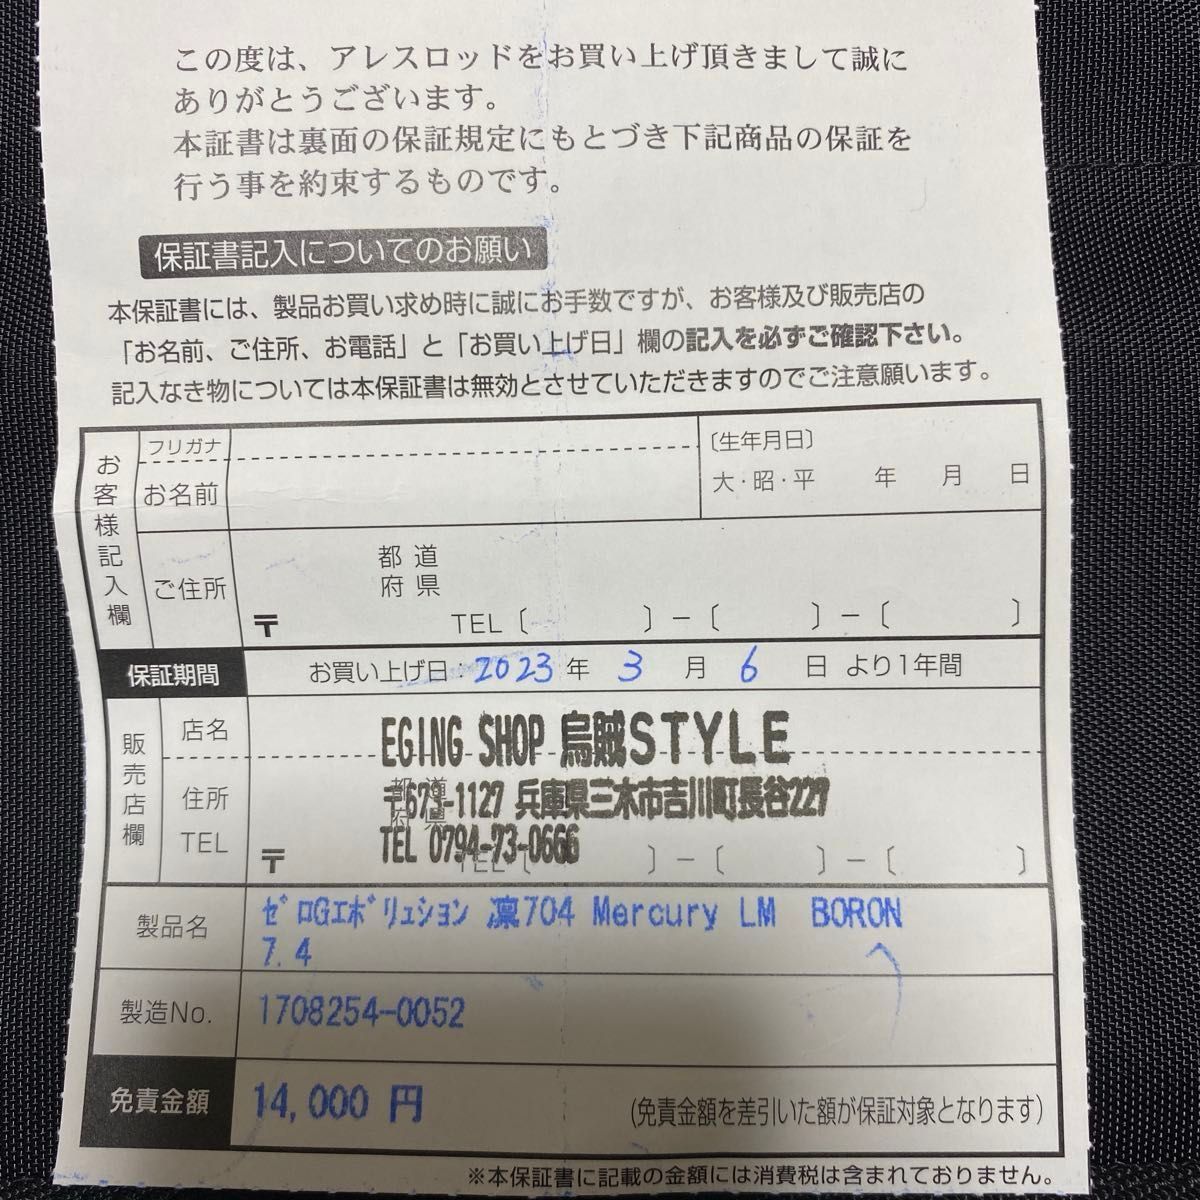 この度は、アレスロッドをお買い上げ頂きまして誠に
ありがとうございます。
本証書は裏面の保証規定にもとづき下記商品の保証を
行う事を約束するものです。
保証書記入についてのお願い
本保証書には、製品お買い求め時に誠にお手数ですが、お客様及び販売店の
「お名前、ご住所、お電話」と「お買い上げ日」欄の記入を必ずご確認下さい。
記入なき物については本保証書は無効とさせていただきますのでご注意願います。
お客様記入欄
フリガナ
お名前
〔生年月日〕
大・昭・平 年 月 日
ご住所
都道
府県
〒 TEL〔 〕−〔 〕−〔 〕
保証期間
お買い上げ日:2023年 3 月 6 日 より1年間
販売店欄
店名
EGING SHOP 烏賊STYLE
住所
都道
府県
〒673-1127 兵庫県三木市吉川町長谷227
TEL
TEL 0794-73-0666
〒 TEL〔 〕−〔 〕−〔 〕
製品名
ｾﾞﾛGｴﾎﾞﾘｭｼｮﾝ 凛704 Mercury LM BORON
7.4
製造No.
1708254-0052
免責金額
14,000 円
(免責金額を差引いた額が保証対象となります)
※本保証書に記載の金額には消費税は含まれておりません。